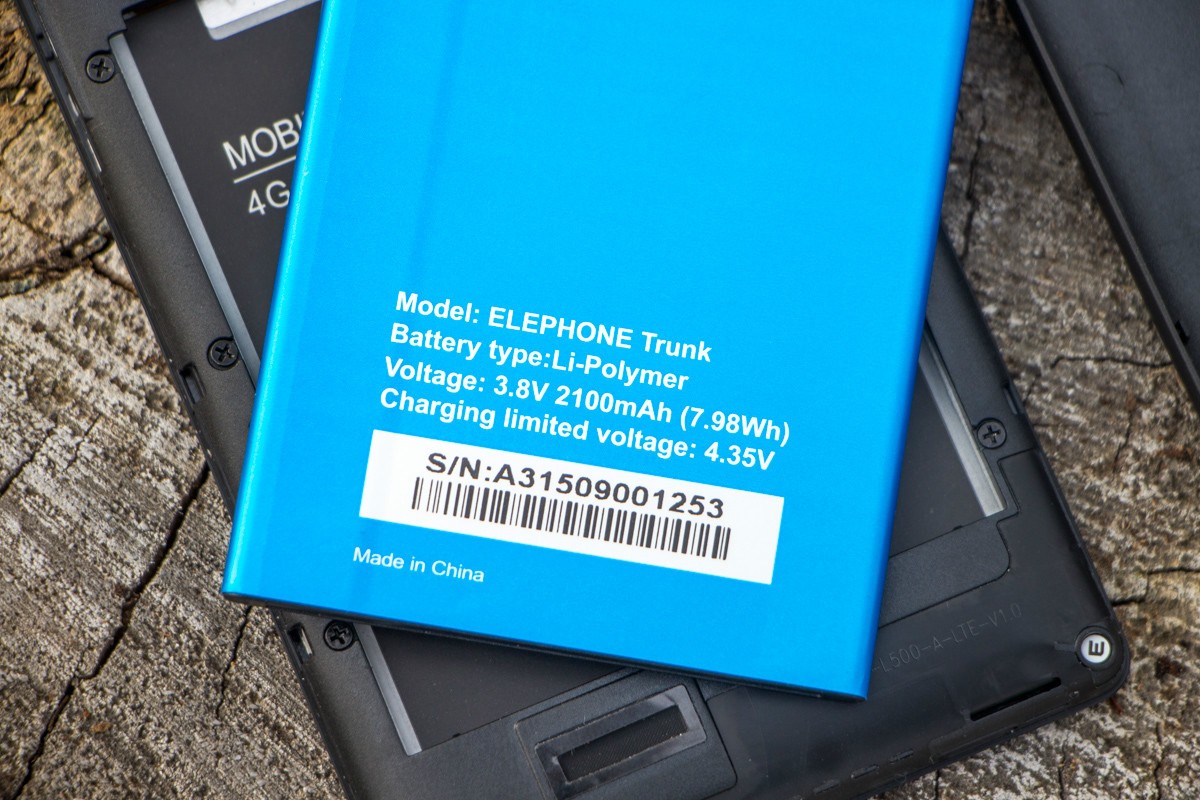 MOBI
4G
Model: ELEPHONE Trunk
Battery type:Li-Polymer
Voltage: 3.8V 2100mAh (7.98Wh)
Charging limited voltage: 4.35V
S/N:A31509001253
Made in China
-L500-A-LTE-V1.0
E